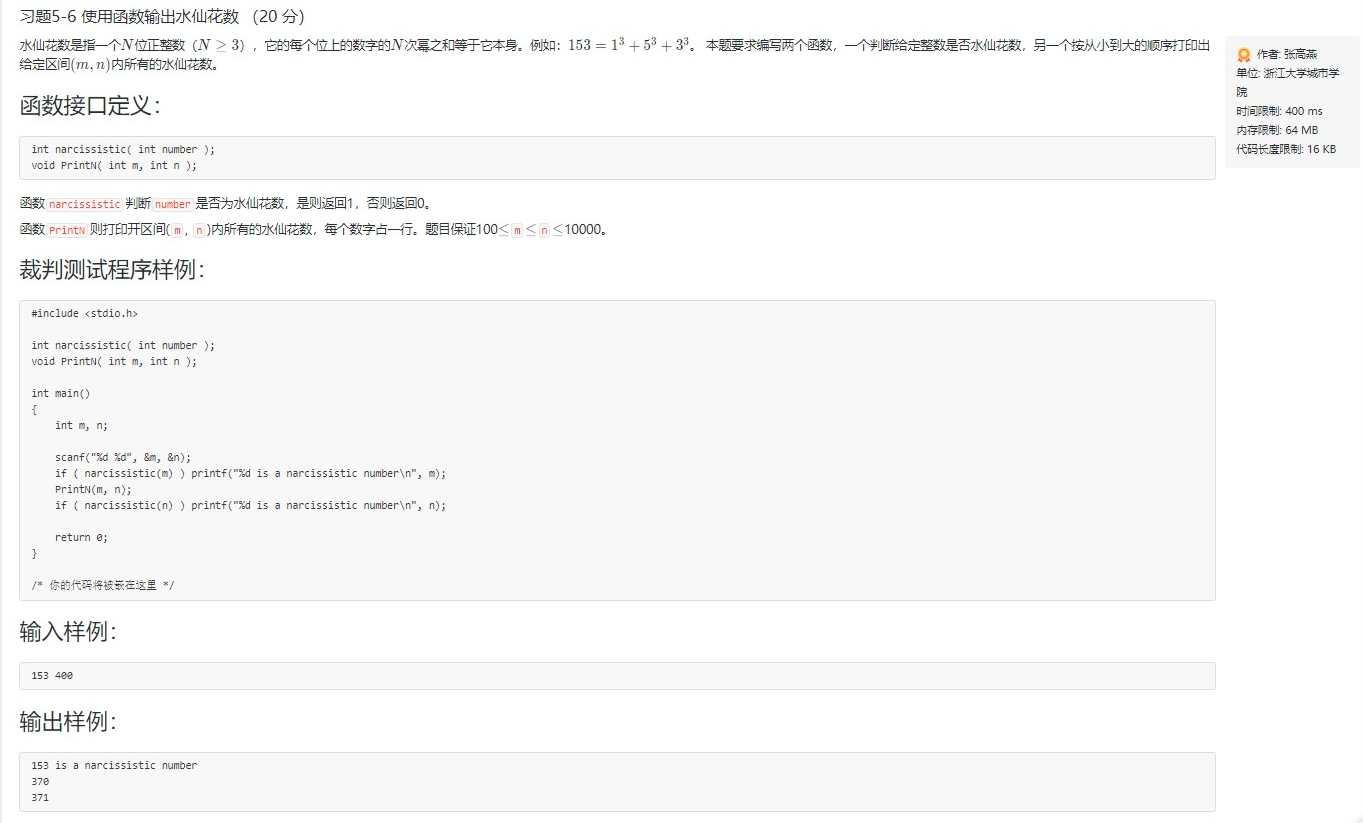 习题5-6 使用函数输出水仙花数 (20 分)
水仙花数是指一个N位正整数（N ≥ 3），它的每个位上的数字的N次幂之和等于它本身。例如：153 = 1³ + 5³ + 3³。 本题要求编写两个函数，一个判断给定整数是否水仙花数，另一个按从小到大的顺序打印出
给定区间(m, n)内所有的水仙花数。
作者: 张高燕
单位: 浙江大学城市学
院
时间限制: 400 ms
内存限制: 64 MB
代码长度限制: 16 KB
函数接口定义：
int narcissistic( int number );
void PrintN( int m, int n );
函数narcissistic判断number是否为水仙花数，是则返回1，否则返回0。
函数PrintN则打印开区间(m, n)内所有的水仙花数，每个数字占一行。题目保证100≤m≤n≤10000。
裁判测试程序样例：
#include <stdio.h>
int narcissistic( int number );
void PrintN( int m, int n );
int main()
{
    int m, n;
    scanf("%d %d", &m, &n);
    if ( narcissistic(m) ) printf("%d is a narcissistic number\n", m);
    PrintN(m, n);
    if ( narcissistic(n) ) printf("%d is a narcissistic number\n", n);
    return 0;
}
/* 你的代码将被嵌在这里 */
输入样例：
153 400
输出样例：
153 is a narcissistic number
370
371